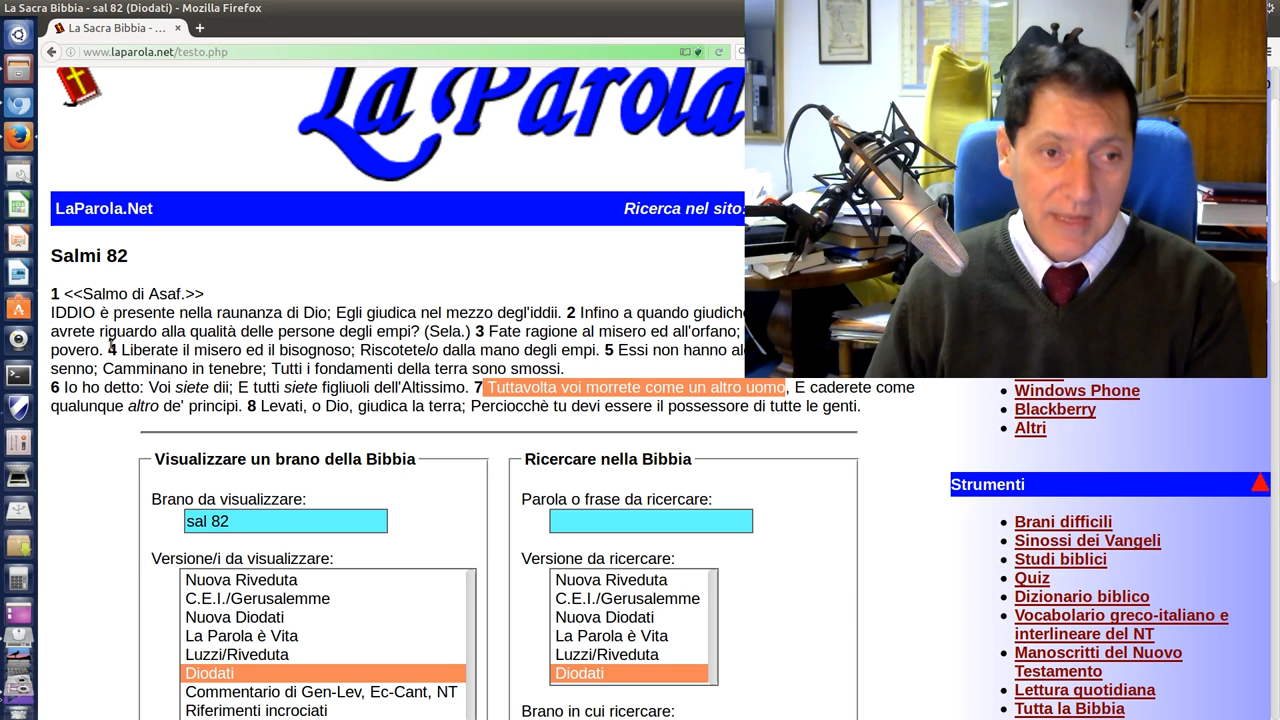 La Sacra Bibbia - sal 82 (Diodati) - Mozilla Firefox
La Sacra Bibbia - ... × +
www.laparola.net/testo.php
La Parola
LaParola.Net
Ricerca nel sito:
Salmi 82
1 <<Salmo di Asaf.>>
IDDIO è presente nella raunanza di Dio; Egli giudica nel mezzo degl'iddii. 2 Infino a quando giudiche
avrete riguardo alla qualità delle persone degli empi? (Sela.) 3 Fate ragione al misero ed all'orfano;
povero. 4 Liberate il misero ed il bisognoso; Riscotetelo dalla mano degli empi. 5 Essi non hanno al
senno; Camminano in tenebre; Tutti i fondamenti della terra sono smossi.
6 Io ho detto: Voi siete dii; E tutti siete figliuoli dell'Altissimo. 7 Tuttavolta voi morrete come un altro uomo, E caderete come
qualunque altro de' principi. 8 Levati, o Dio, giudica la terra; Perciocchè tu devi essere il possessore di tutte le genti.
Visualizzare un brano della Bibbia
Brano da visualizzare:
sal 82
Versione/i da visualizzare:
Nuova Riveduta
C.E.I./Gerusalemme
Nuova Diodati
La Parola è Vita
Luzzi/Riveduta
Diodati
Commentario di Gen-Lev, Ec-Cant, NT
Riferimenti incrociati
Ricercare nella Bibbia
Parola o frase da ricercare:
Versione da ricercare:
Nuova Riveduta
C.E.I./Gerusalemme
Nuova Diodati
La Parola è Vita
Luzzi/Riveduta
Diodati
Brano in cui ricercare:
Windows Phone
Blackberry
Altri
Strumenti
Brani difficili
Sinossi dei Vangeli
Studi biblici
Quiz
Dizionario biblico
Vocabolario greco-italiano e
interlineare del NT
Manoscritti del Nuovo
Testamento
Lettura quotidiana
Tutta la Bibbia